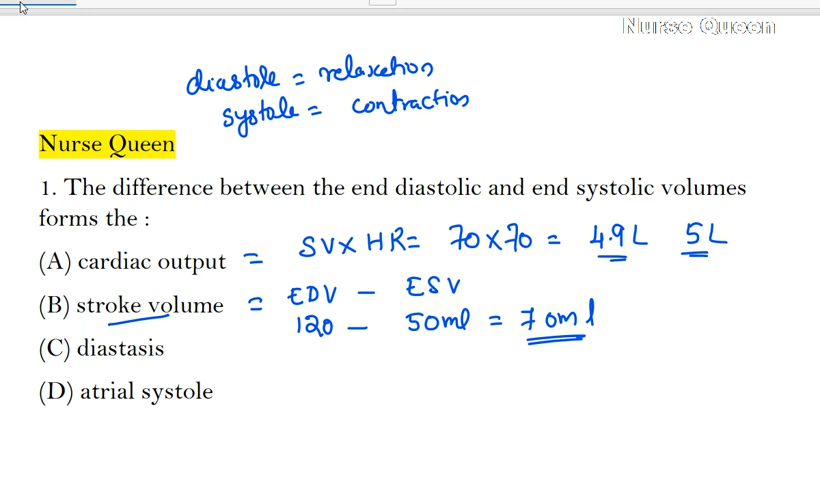 Nurse Queen
diastole = relaxation
systole = contraction
Nurse Queen
1. The difference between the end diastolic and end systolic volumes
forms the :
(A) cardiac output = SV X HR = 70 X 70 = 4.9L 5L
(B) stroke volume = EDV - ESV
120 - 50ml = 70ml
(C) diastasis
(D) atrial systole